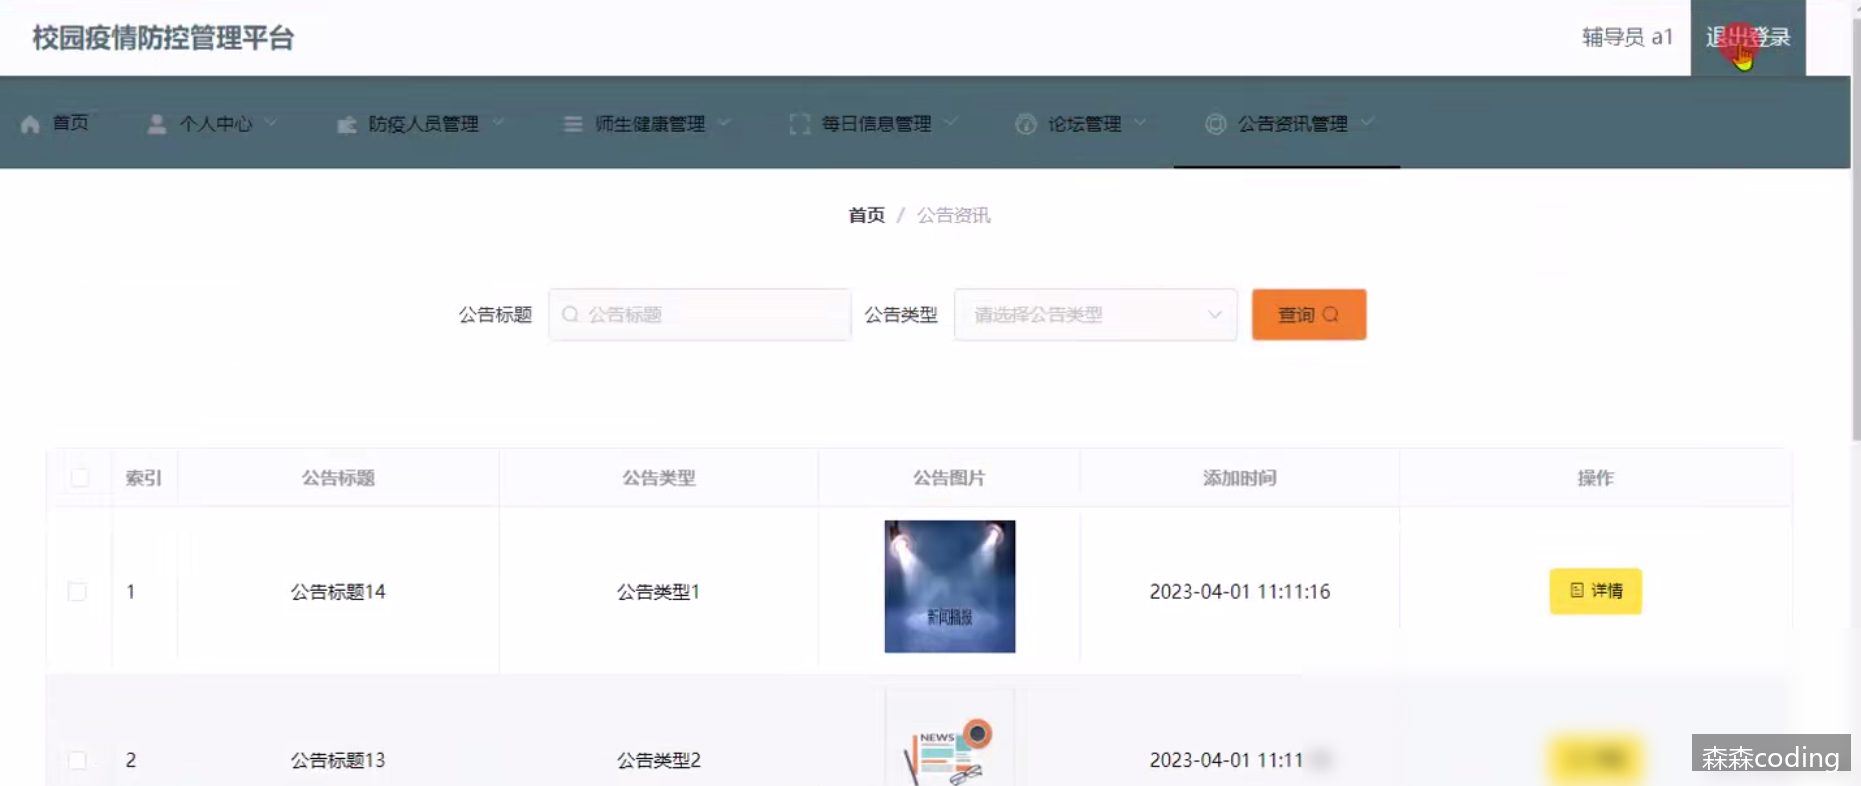 校园疫情防控管理平台
辅导员 a1
退出登录
首页
个人中心
防疫人员管理
师生健康管理
每日信息管理
论坛管理
公告资讯管理
首页 / 公告资讯
公告标题 公告标题 公告类型 请选择公告类型 查询
索引 公告标题 公告类型 公告图片 添加时间 操作
1 公告标题14 公告类型1 2023-04-01 11:11:16 详情
新闻播报
2 公告标题13 公告类型2 2023-04-01 11:11
NEWS
森森coding